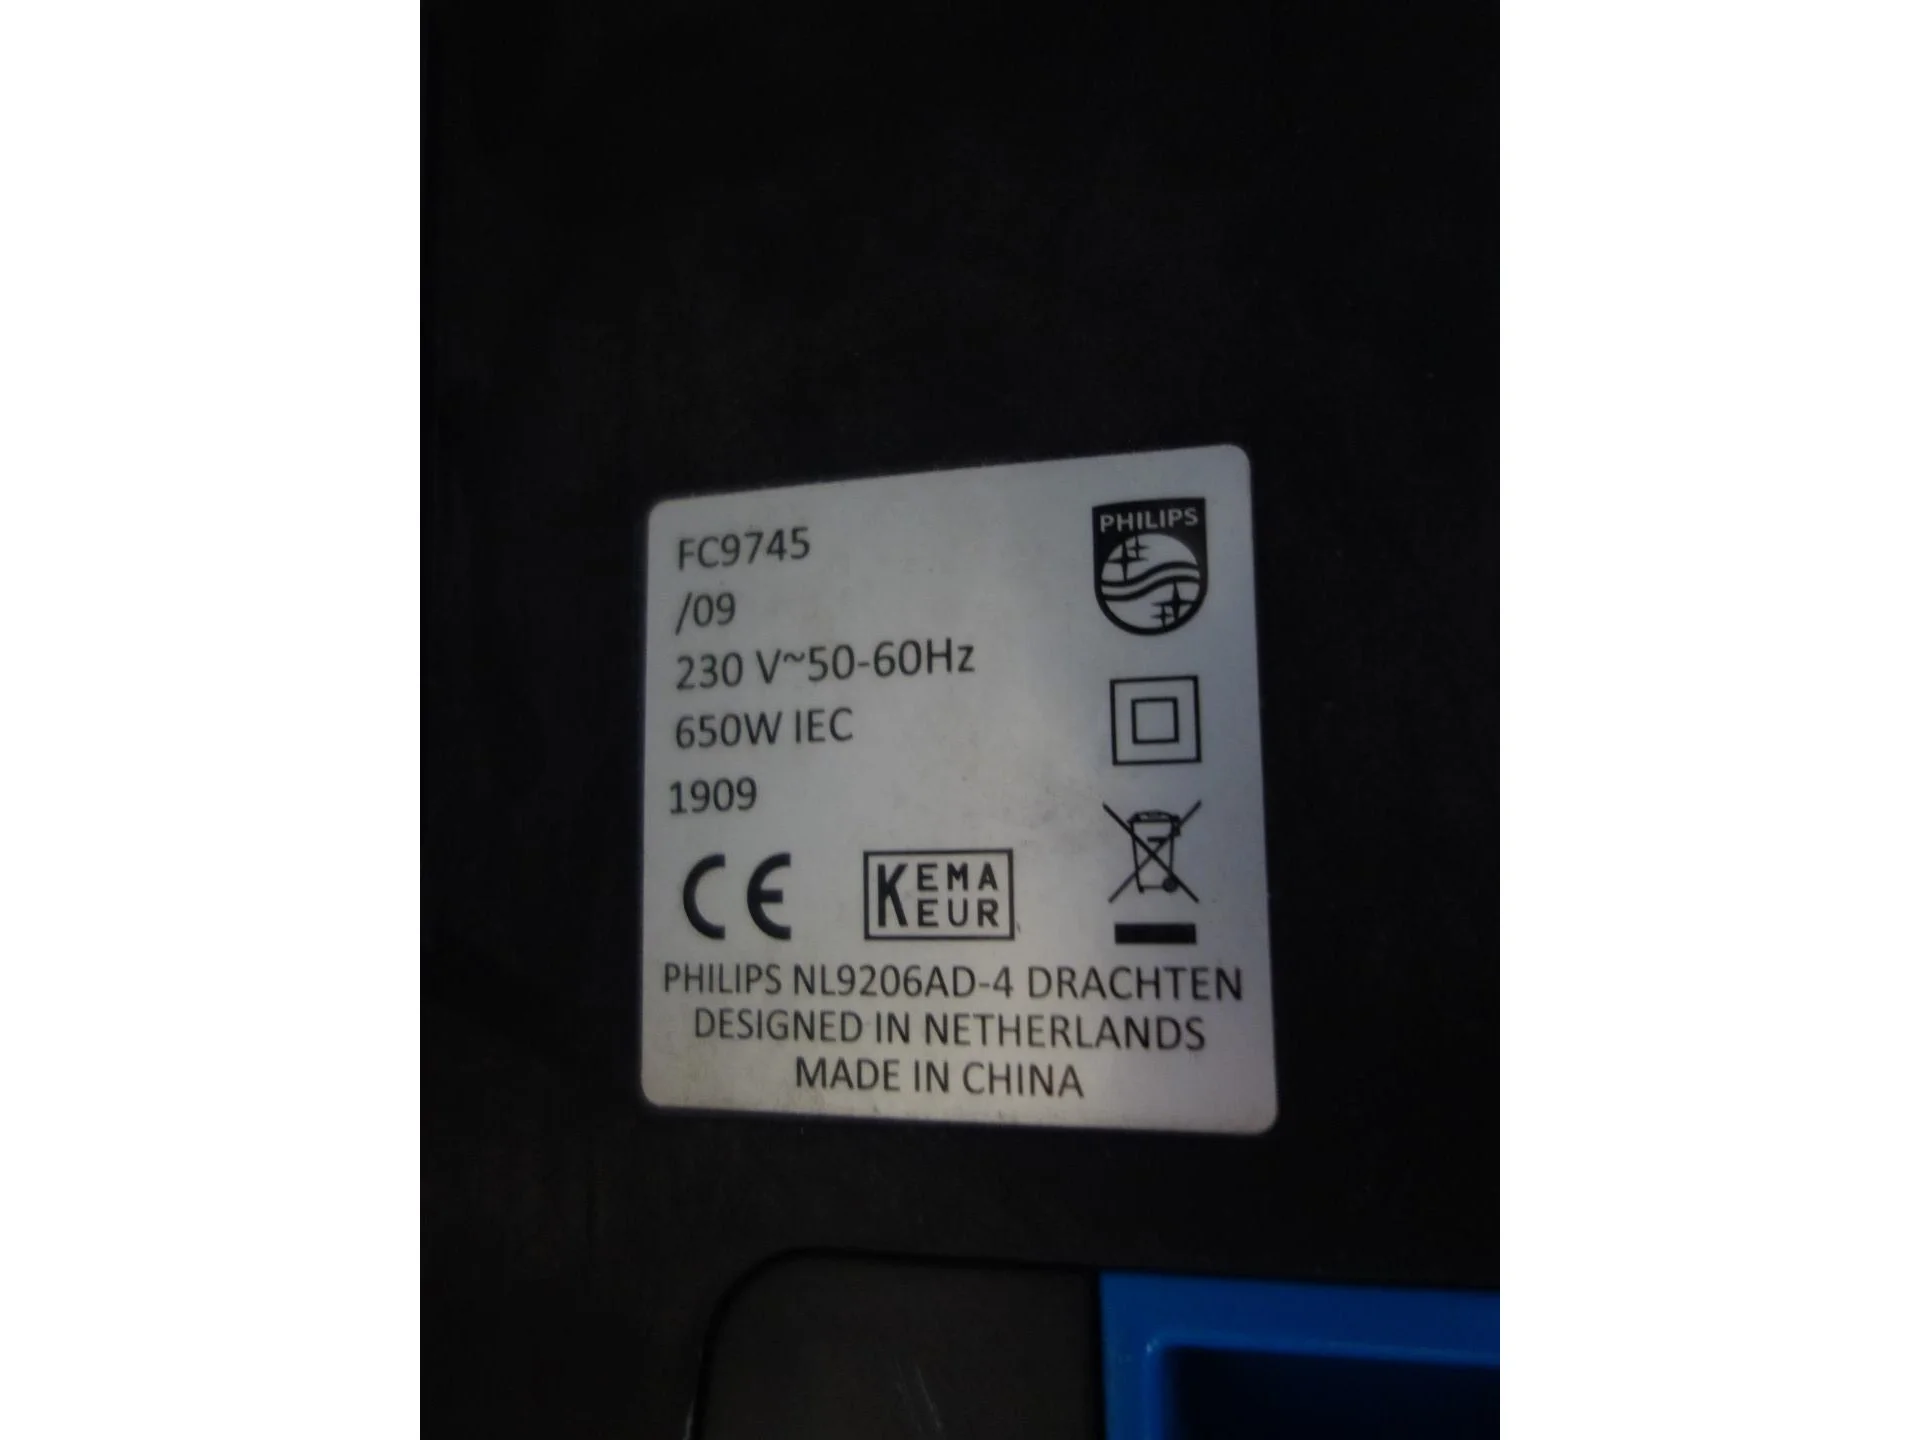 FC9745
/09
230 V~50-60Hz
650W IEC
1909
PHILIPS
CE
KEMA
EUR
PHILIPS NL9206AD-4 DRACHTEN
DESIGNED IN NETHERLANDS
MADE IN CHINA